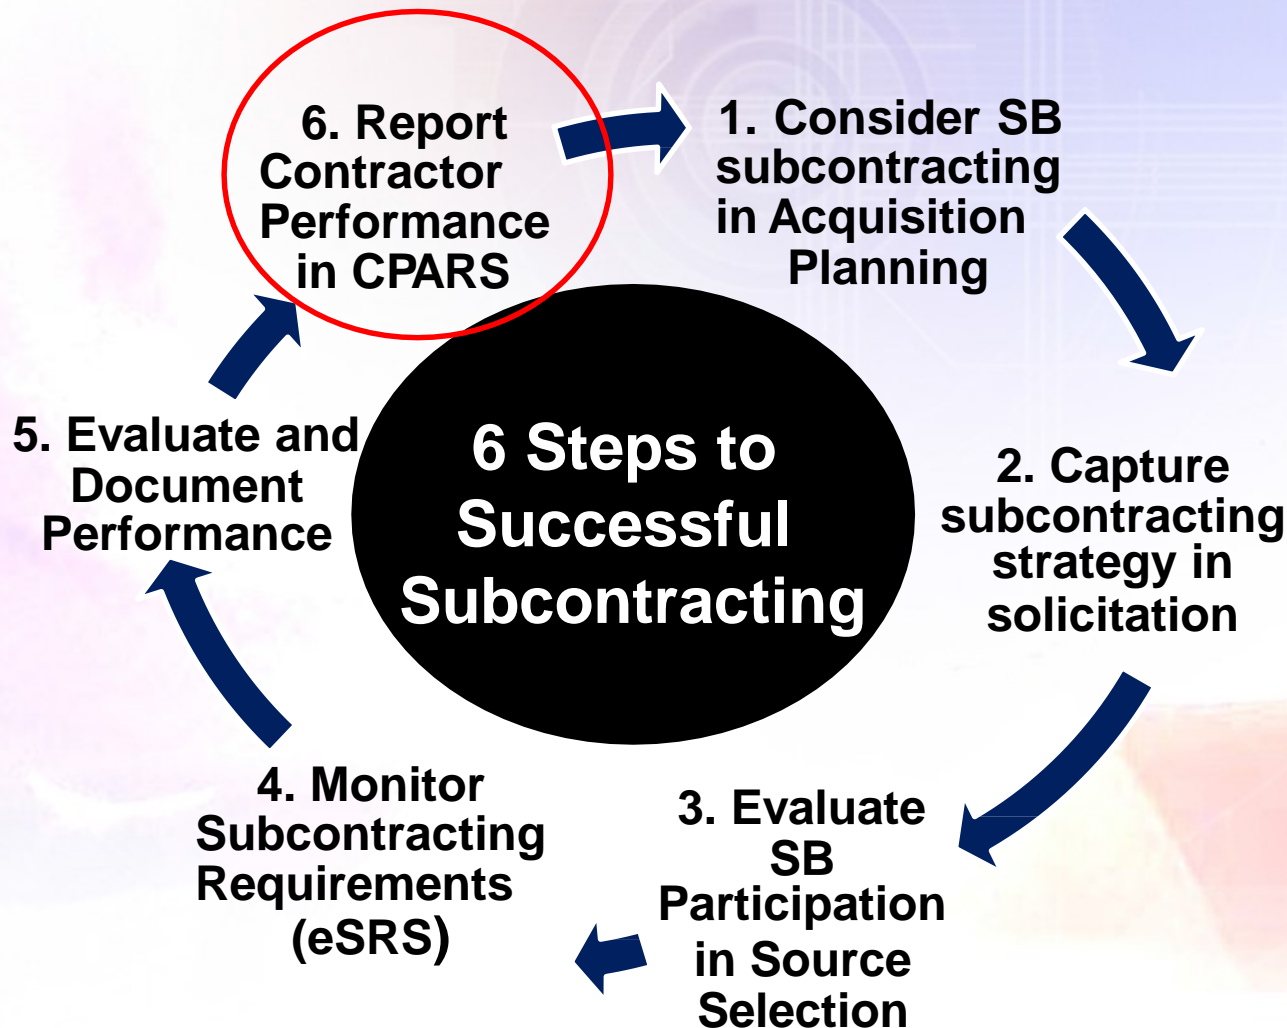 6. Report
Contractor
Performance
in CPARS
1. Consider SB
subcontracting
in Acquisition
Planning
2. Capture
subcontracting
strategy in
solicitation
3. Evaluate
SB
Participation
in Source
Selection
4. Monitor
Subcontracting
Requirements
(eSRS)
5. Evaluate and
Document
Performance
6 Steps to
Successful
Subcontracting